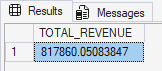 Results Messages
TOTAL_REVENUE
1 817860.05083847